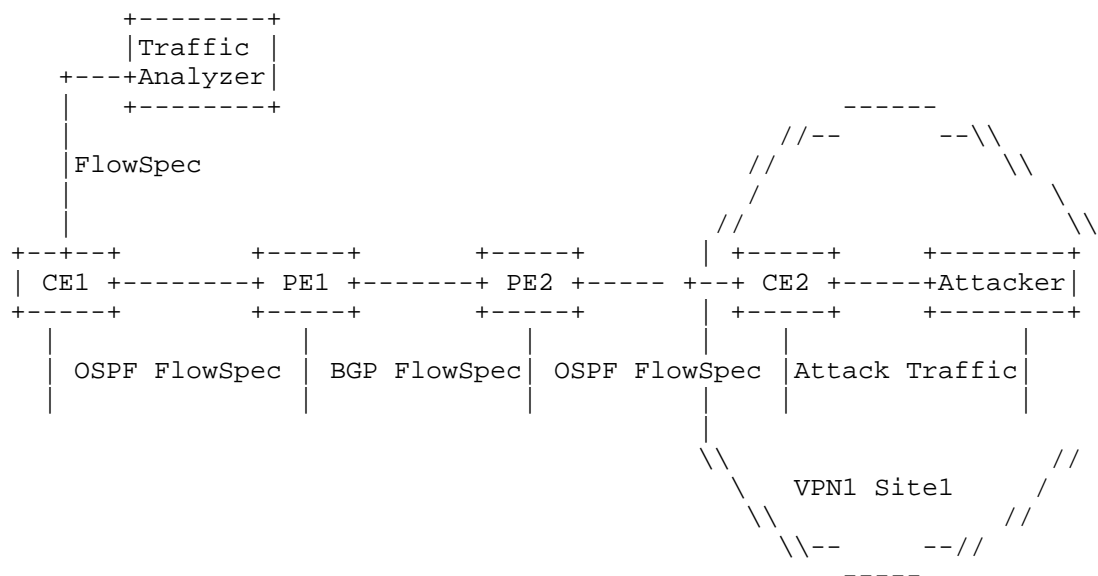 Traffic
Analyzer
FlowSpec
CE1 PE1 PE2 CE2 Attacker
OSPF FlowSpec BGP FlowSpec OSPF FlowSpec Attack Traffic
VPN1 Site1